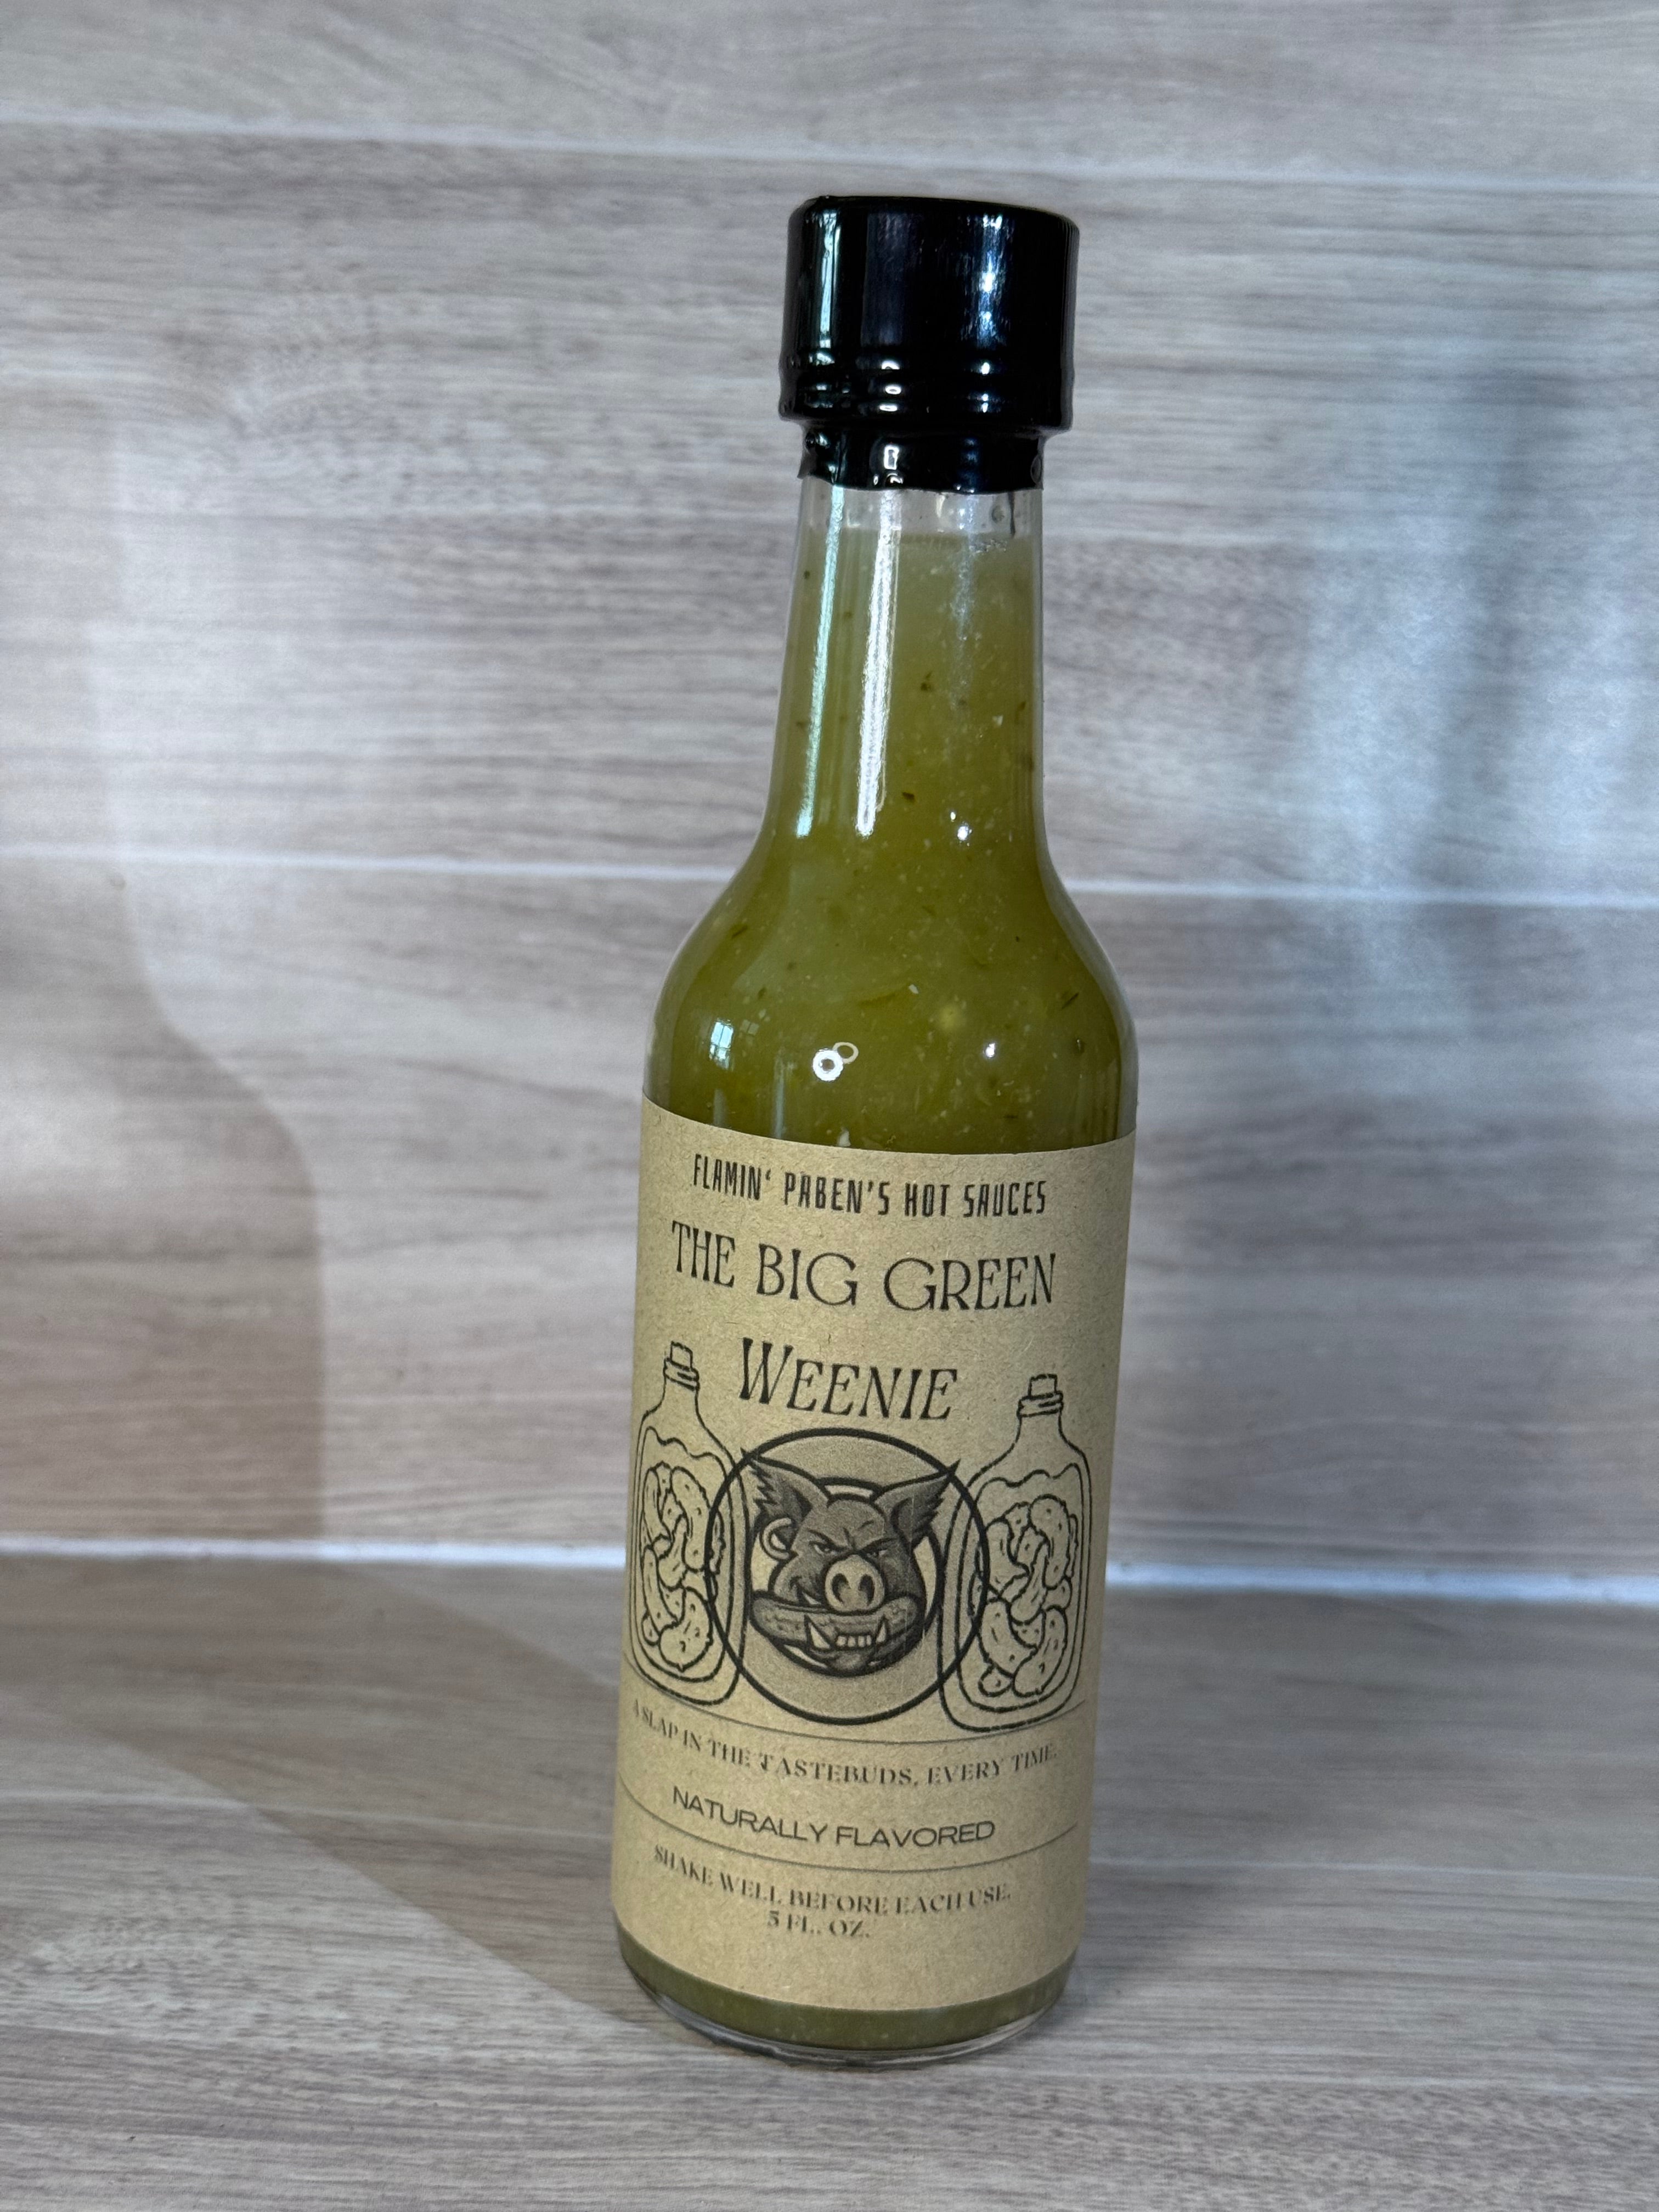 FLAMIN‘ PABEN'S HOT SAUCES
THE BIG GREEN
WEENIE
A SLAP IN THE TASTEBUDS, EVERY TIME.
NATURALLY FLAVORED
SHAKE WELL BEFORE EACH USE.
5 FL. OZ.